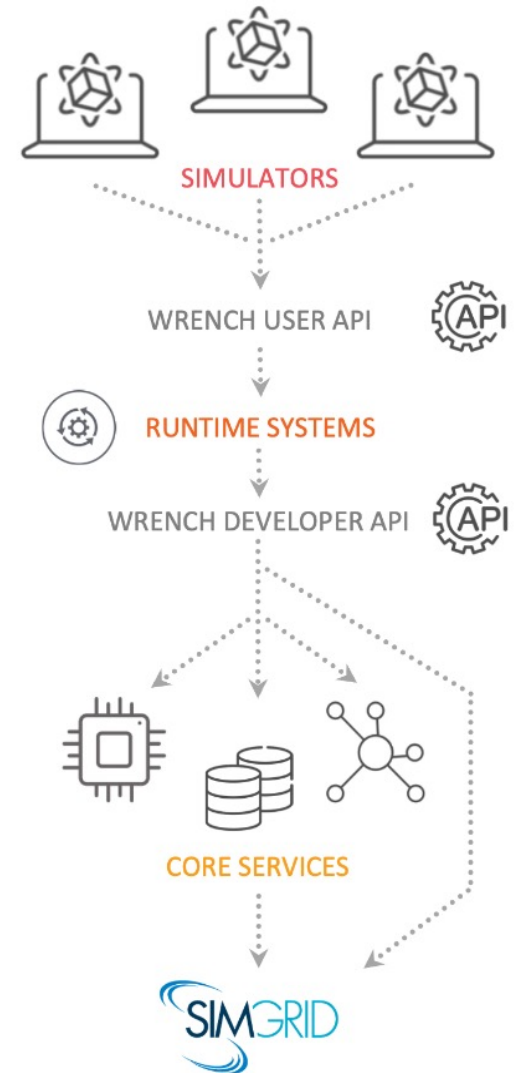 SIMULATORS
WRENCH USER API
API
RUNTIME SYSTEMS
WRENCH DEVELOPER API
API
CORE SERVICES
SIMGRID